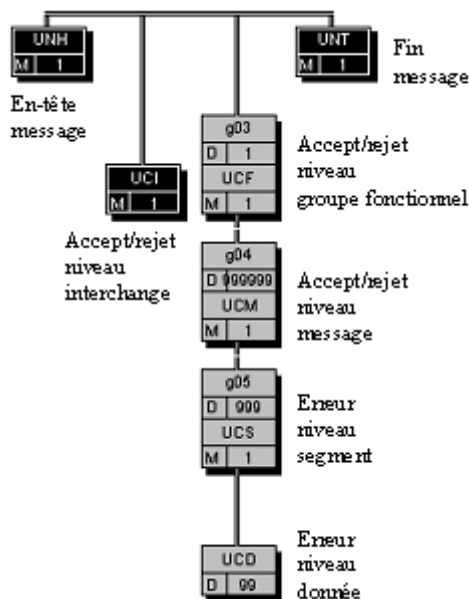 UNH
M 1
En-tête
message
UNT
M 1
Fin
message
UCI
M 1
Accept/rejet
niveau
interchange
g03
D 1
UCF
M 1
Accept/rejet
niveau
groupe fonctionnel
g04
D 999999
UCM
M 1
Accept/rejet
niveau
message
g05
D 999
UCS
M 1
Erreur
niveau
segment
UCD
D 99
Erreur
niveau
donnée